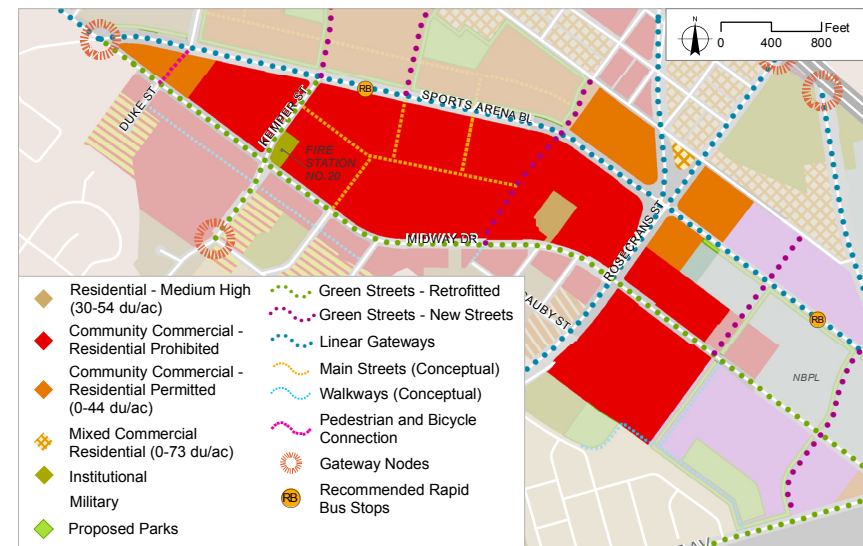 N
Feet
0 400 800
RB
SPORTS ARENA BL
DUKE ST
KEMPER ST
FIRE
STATION
NO. 20
MIDWAY DR
ROSECRANS ST
CAUBY ST
RB
NBPL
Residential - Medium High
(30-54 du/ac)
Community Commercial -
Residential Prohibited
Community Commercial -
Residential Permitted
(0-44 du/ac)
Mixed Commercial
Residential (0-73 du/ac)
Institutional
Military
Proposed Parks
Green Streets - Retrofitted
Green Streets - New Streets
Linear Gateways
Main Streets (Conceptual)
Walkways (Conceptual)
Pedestrian and Bicycle
Connection
Gateway Nodes
RB
Recommended Rapid
Bus Stops
AV